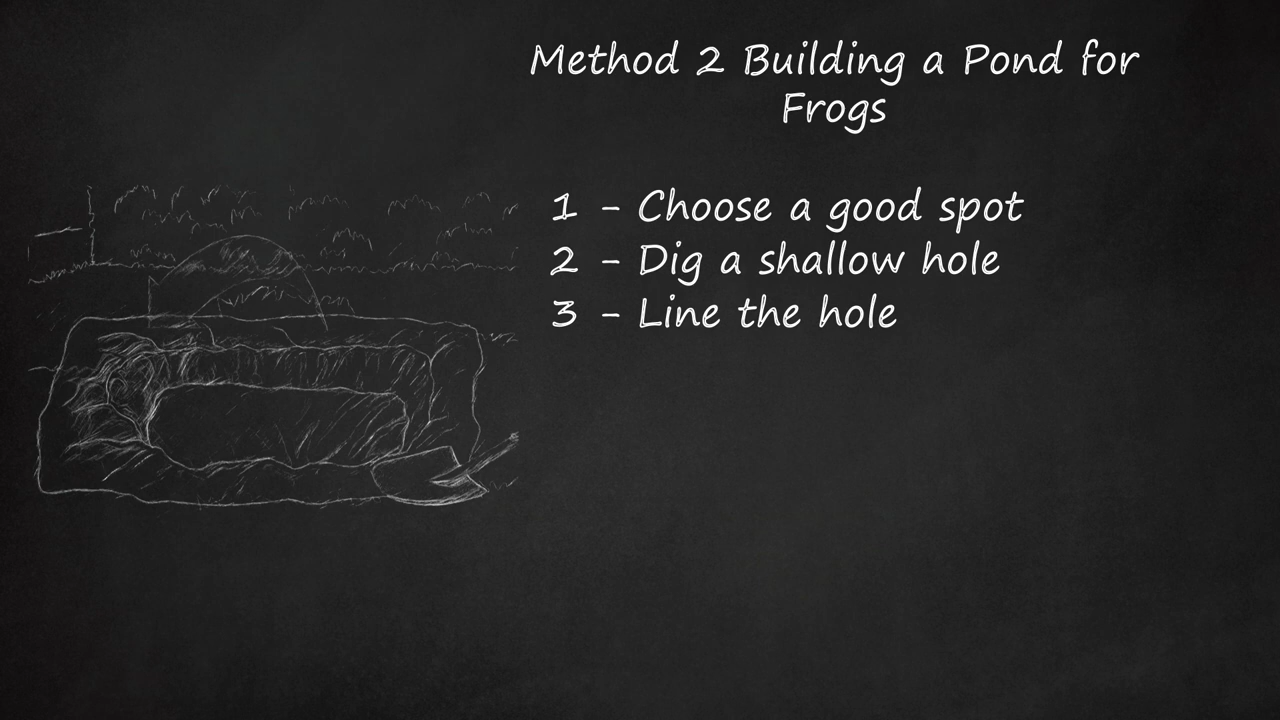 Method 2 Building a Pond for
Frogs
1 - Choose a good spot
2 - Dig a shallow hole
3 - Line the hole